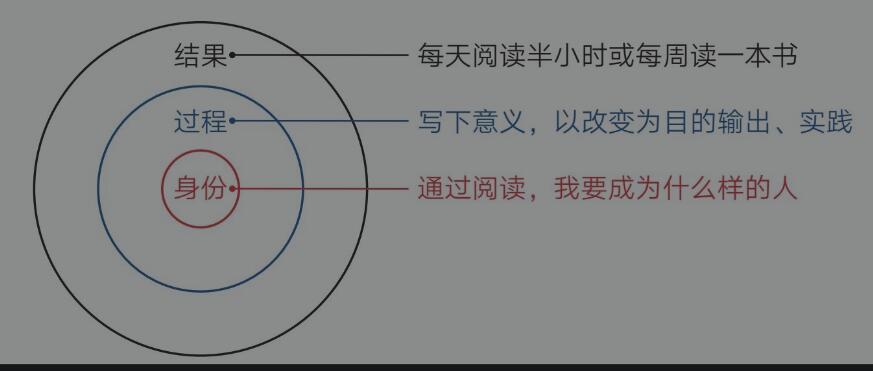 结果 每天阅读半小时或每周读一本书
过程 写下意义，以改变为目的输出、实践
身份 通过阅读，我要成为什么样的人